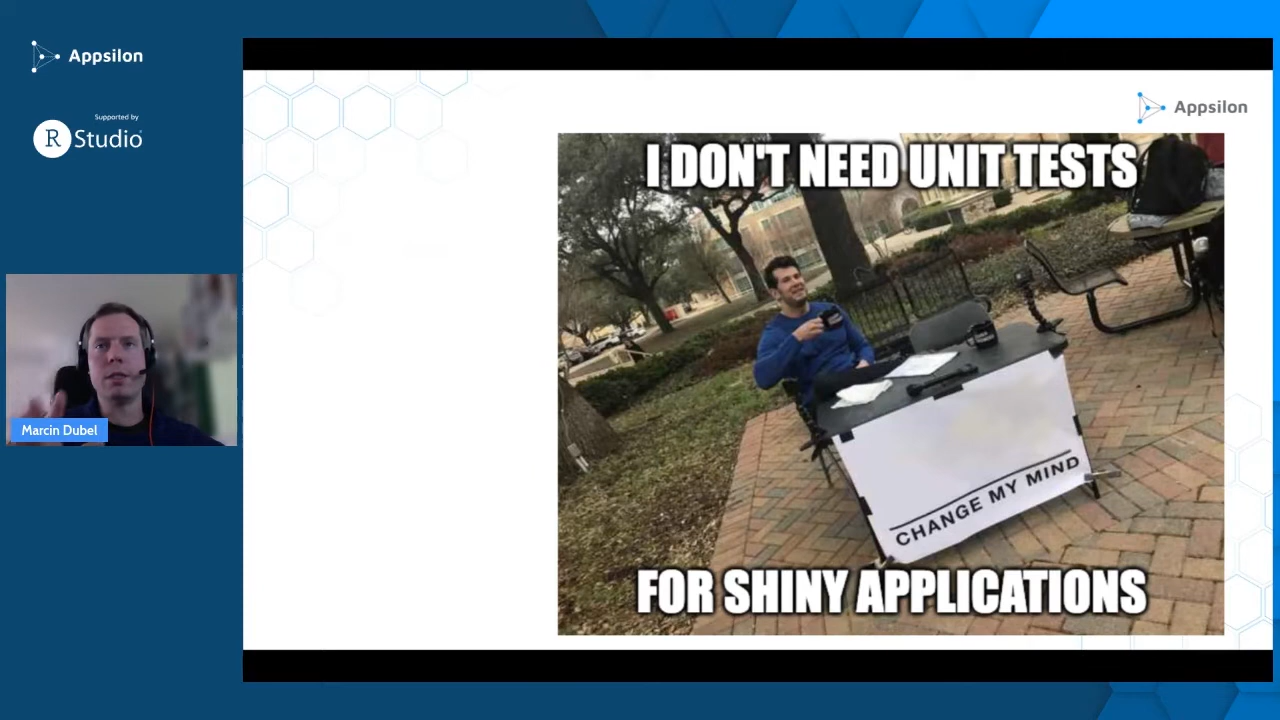 Appsilon
Supported by
R Studio
Marcin Dubel
Appsilon
I DON'T NEED UNIT TESTS
CHANGE MY MIND
FOR SHINY APPLICATIONS